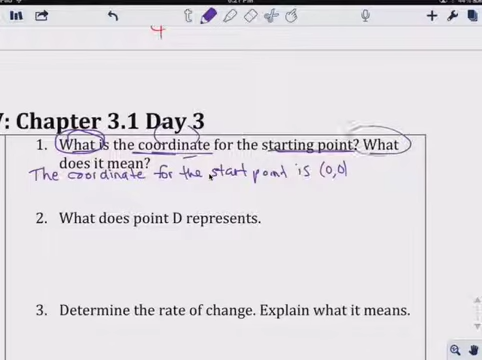 4
V: Chapter 3.1 Day 3
1. What is the coordinate for the starting point? What
does it mean?
The coordinate for the start point is (0,0)
2. What does point D represents.
3. Determine the rate of change. Explain what it means.